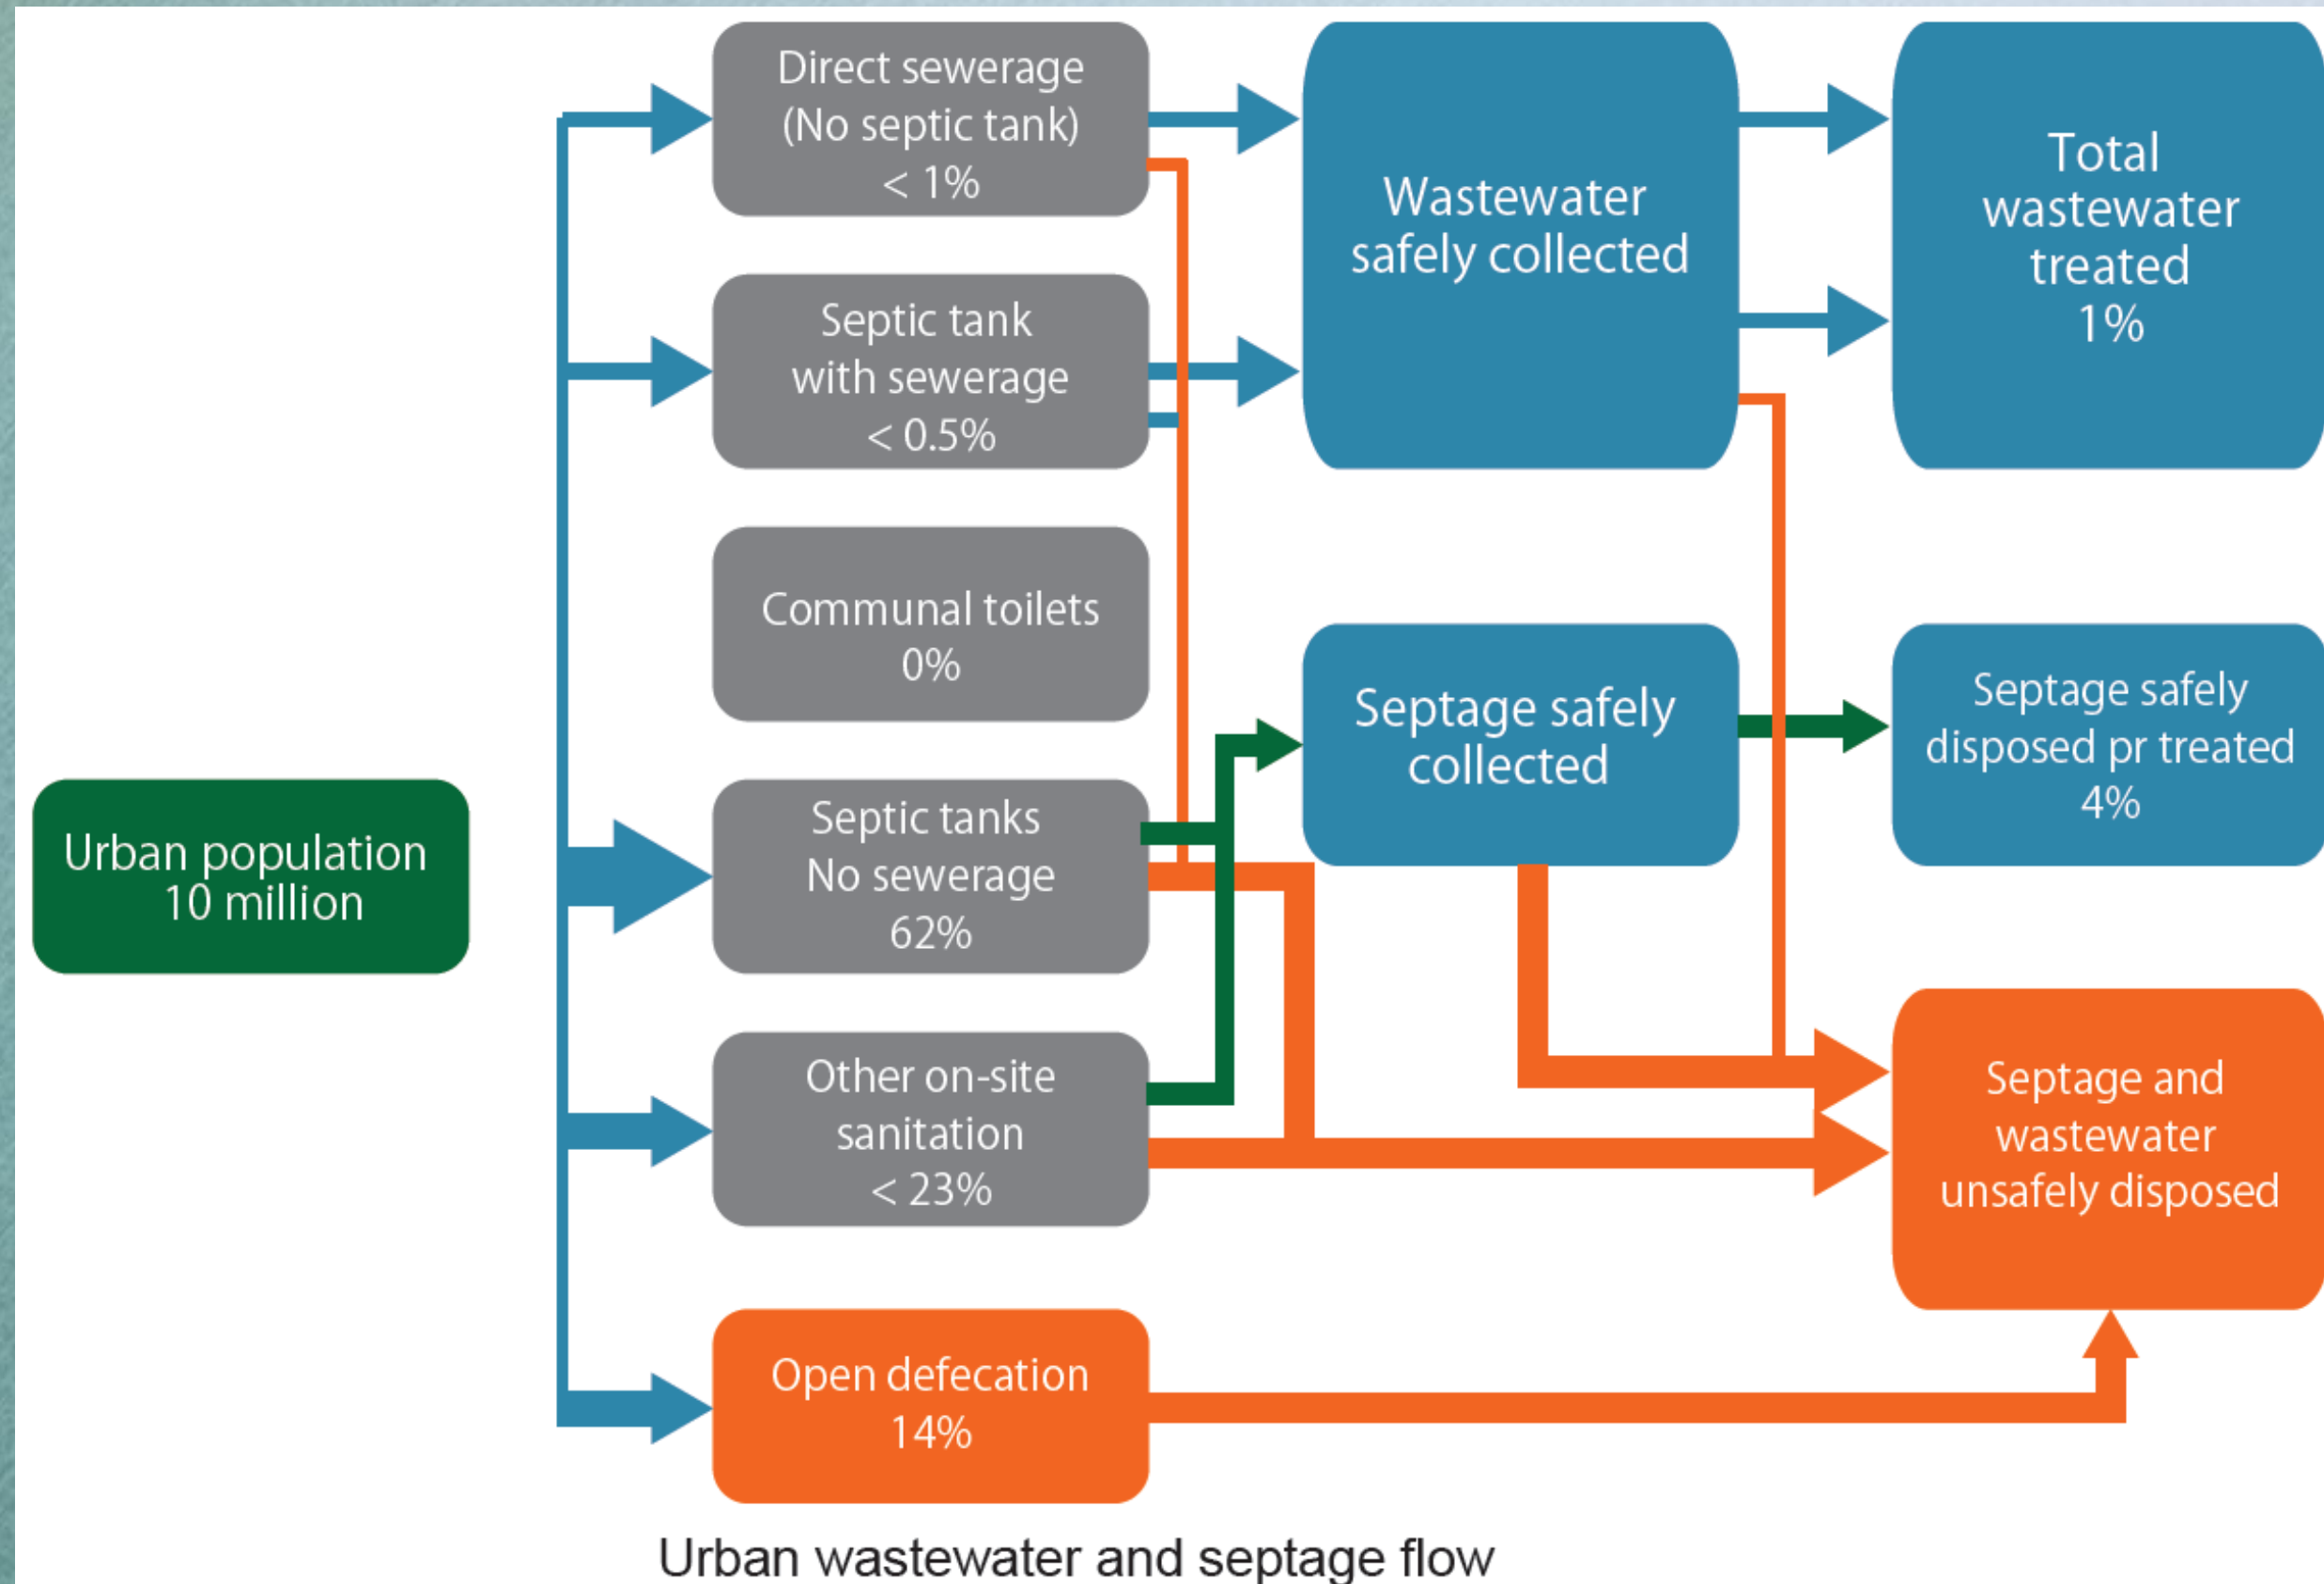 Urban population
10 million
Direct sewerage
(No septic tank)
< 1%
Septic tank
with sewerage
< 0.5%
Communal toilets
0%
Septic tanks
No sewerage
62%
Other on-site
sanitation
< 23%
Open defecation
14%
Wastewater
safely collected
Septage safely
collected
Total
wastewater
treated
1%
Septage safely
disposed pr treated
4%
Septage and
wastewater
unsafely disposed
Urban wastewater and septage flow